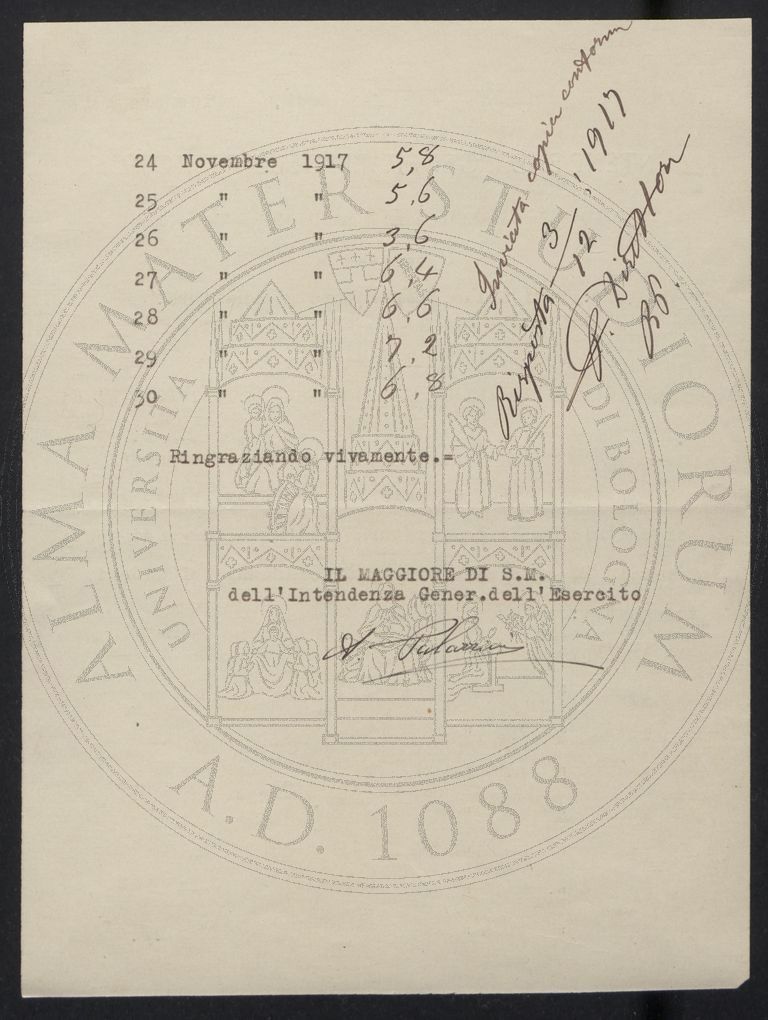 24 Novembre 1917 5,8
25 " " 5,6
26 " " 3,6
27 " " 6,4
28 " " 6,6
29 " " 7,2
30 " " 6,8
Ringraziando vivamente.=
IL MAGGIORE DI S.M.
dell'Intendenza Gener.dell'Esercito
Inviata copia conforme
Risposta 3/12 1917
ALMA MATER STUDIORUM
UNIVERSITA DI BOLOGNA
A.D. 1088